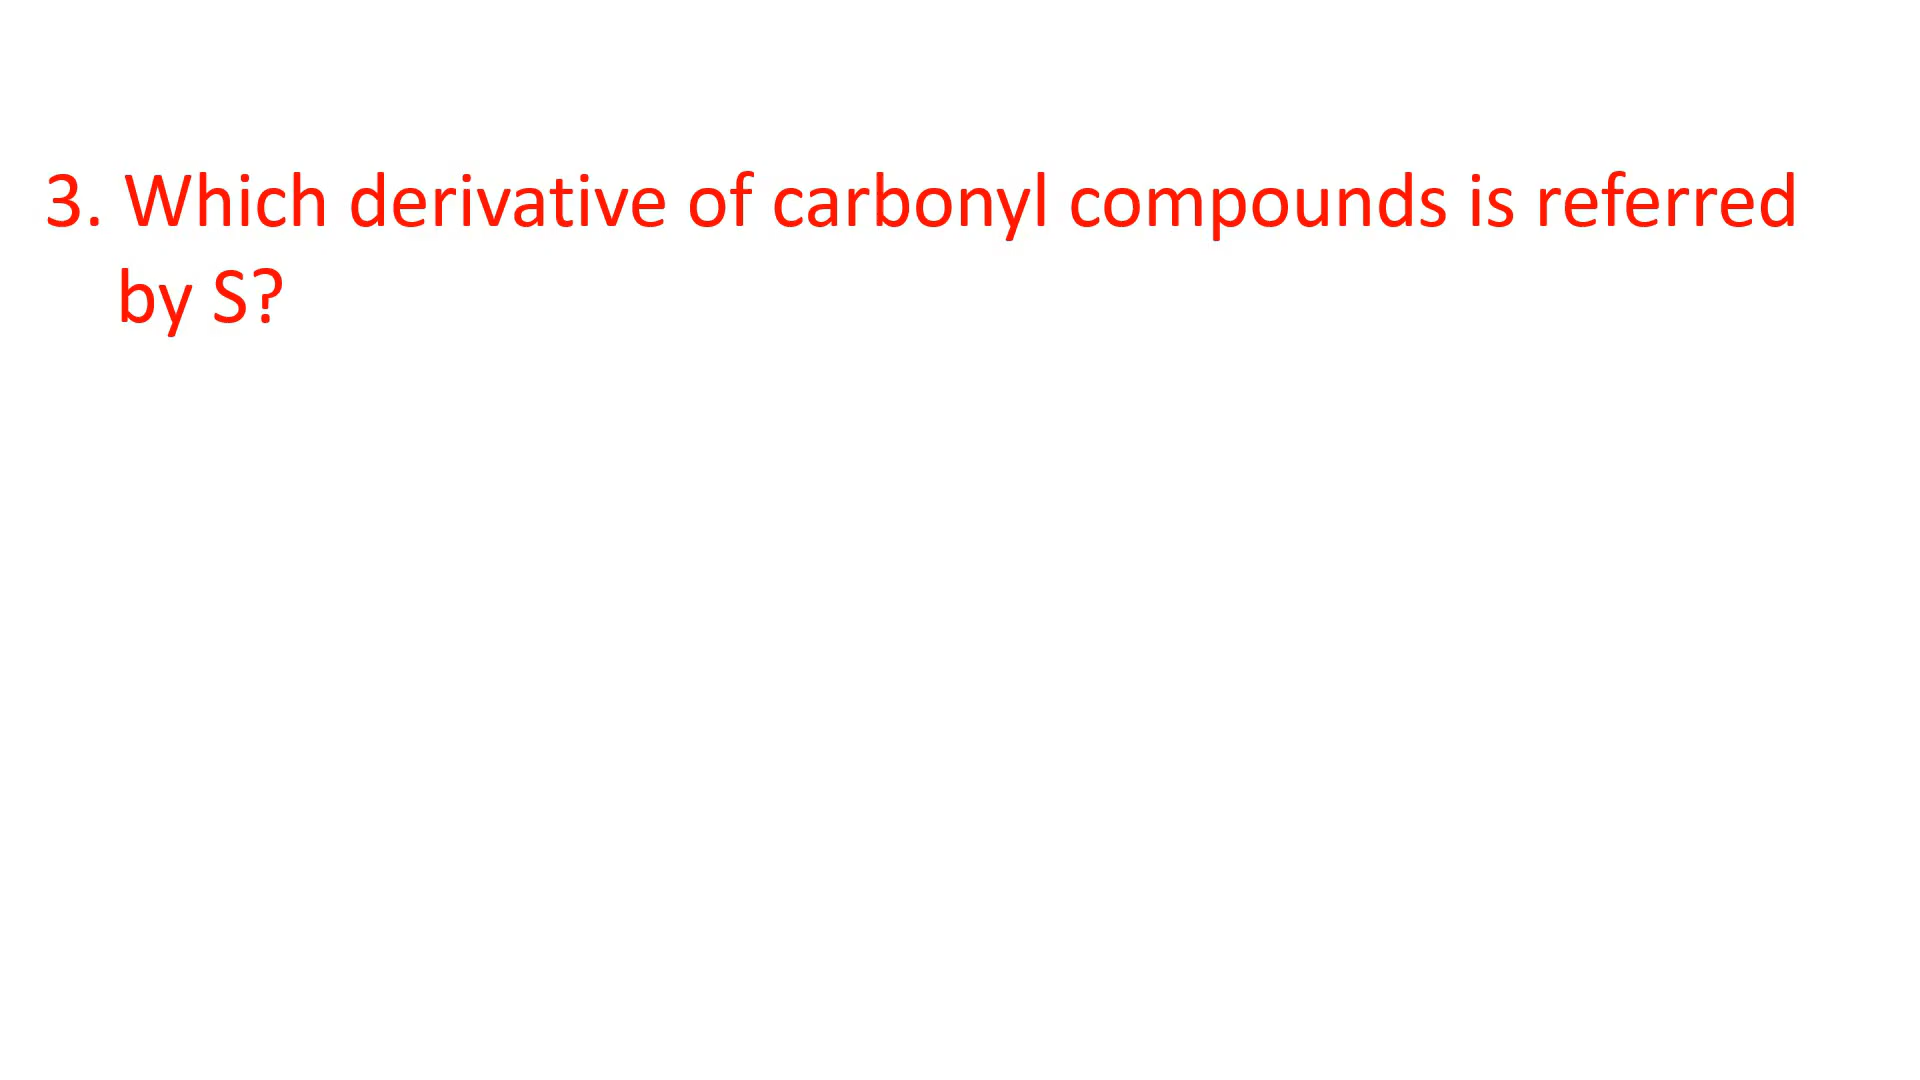 3. Which derivative of carbonyl compounds is referred
by S?